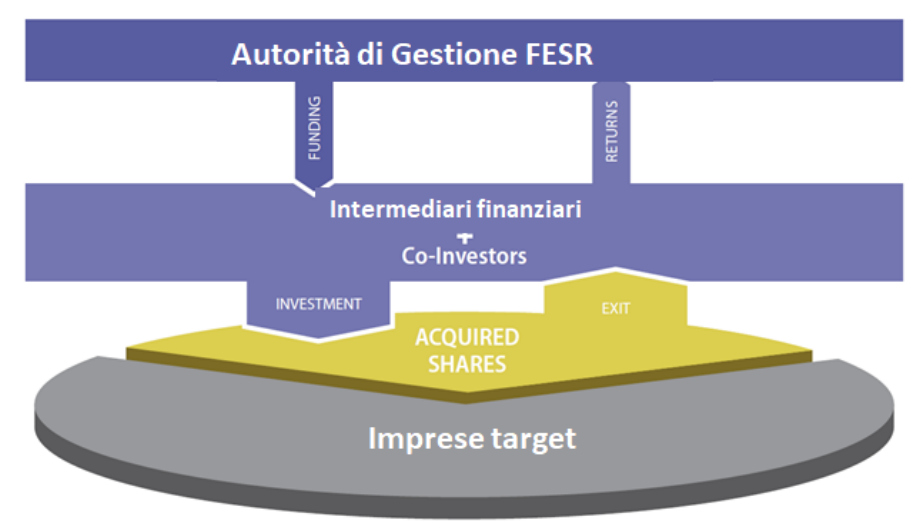 Autorità di Gestione FESR
FUNDING
RETURNS
Intermediari finanziari
+
Co-Investors
INVESTMENT
EXIT
ACQUIRED
SHARES
Imprese target